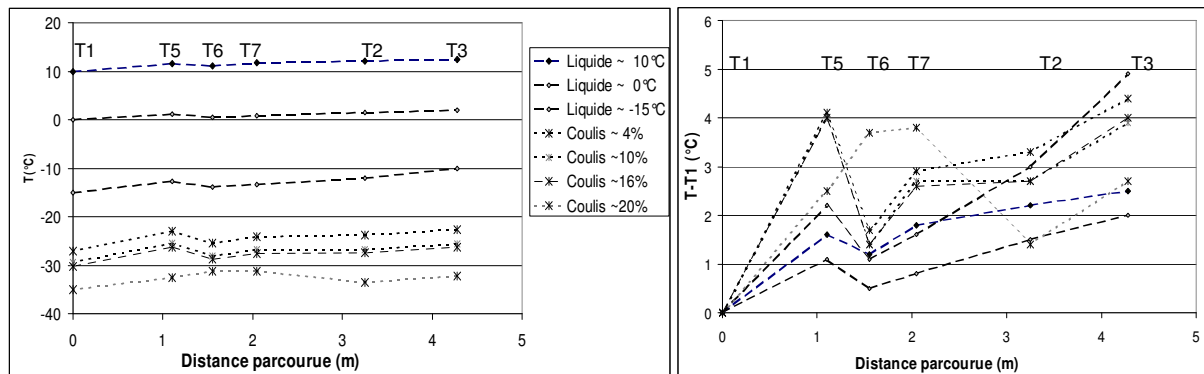 20
10
0
-10
-20
-30
-40
T(°C)
T1 T5 T6 T7 T2 T3
0 1 2 3 4 5
Distance parcourue (m)
Liquide ~ 10°C
Liquide ~ 0°C
Liquide ~ -15°C
Coulis ~ 4%
Coulis ~10%
Coulis ~16%
Coulis ~20%
6
5
4
3
2
1
0
T-T1 (°C)
T1 T5 T6 T7 T2 T3
0 1 2 3 4 5
Distance parcourue (m)